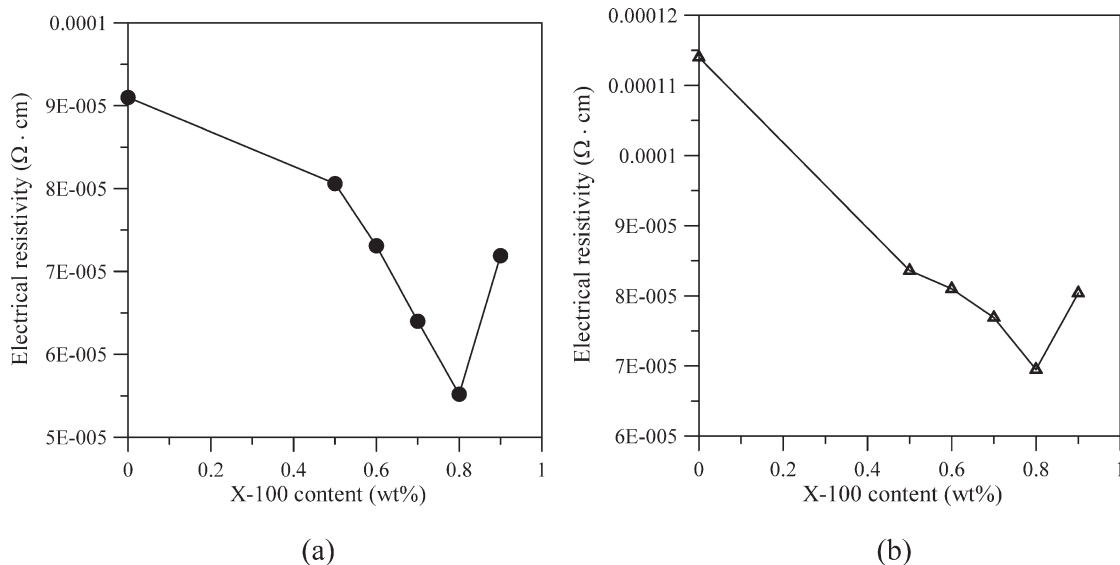 0.0001
9E-005
8E-005
7E-005
6E-005
5E-005
Electrical resistivity (Ω · cm)
0 0.2 0.4 0.6 0.8 1
X-100 content (wt%)
(a)
0.00012
0.00011
0.0001
9E-005
8E-005
7E-005
6E-005
Electrical resistivity (Ω · cm)
0 0.2 0.4 0.6 0.8 1
X-100 content (wt%)
(b)